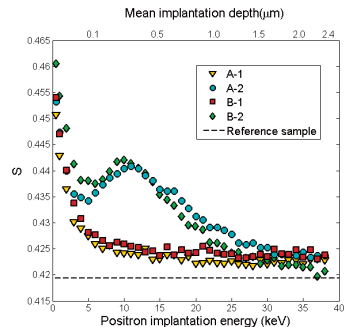 Mean implantation depth(μm)
0.1 0.5 1.0 1.5 2.0 2.4
0.465
0.46
0.455
0.45
0.445
0.44
0.435
0.43
0.425
0.42
0.415
S
A-1
A-2
B-1
B-2
Reference sample
0 5 10 15 20 25 30 35 40
Positron implantation energy (keV)